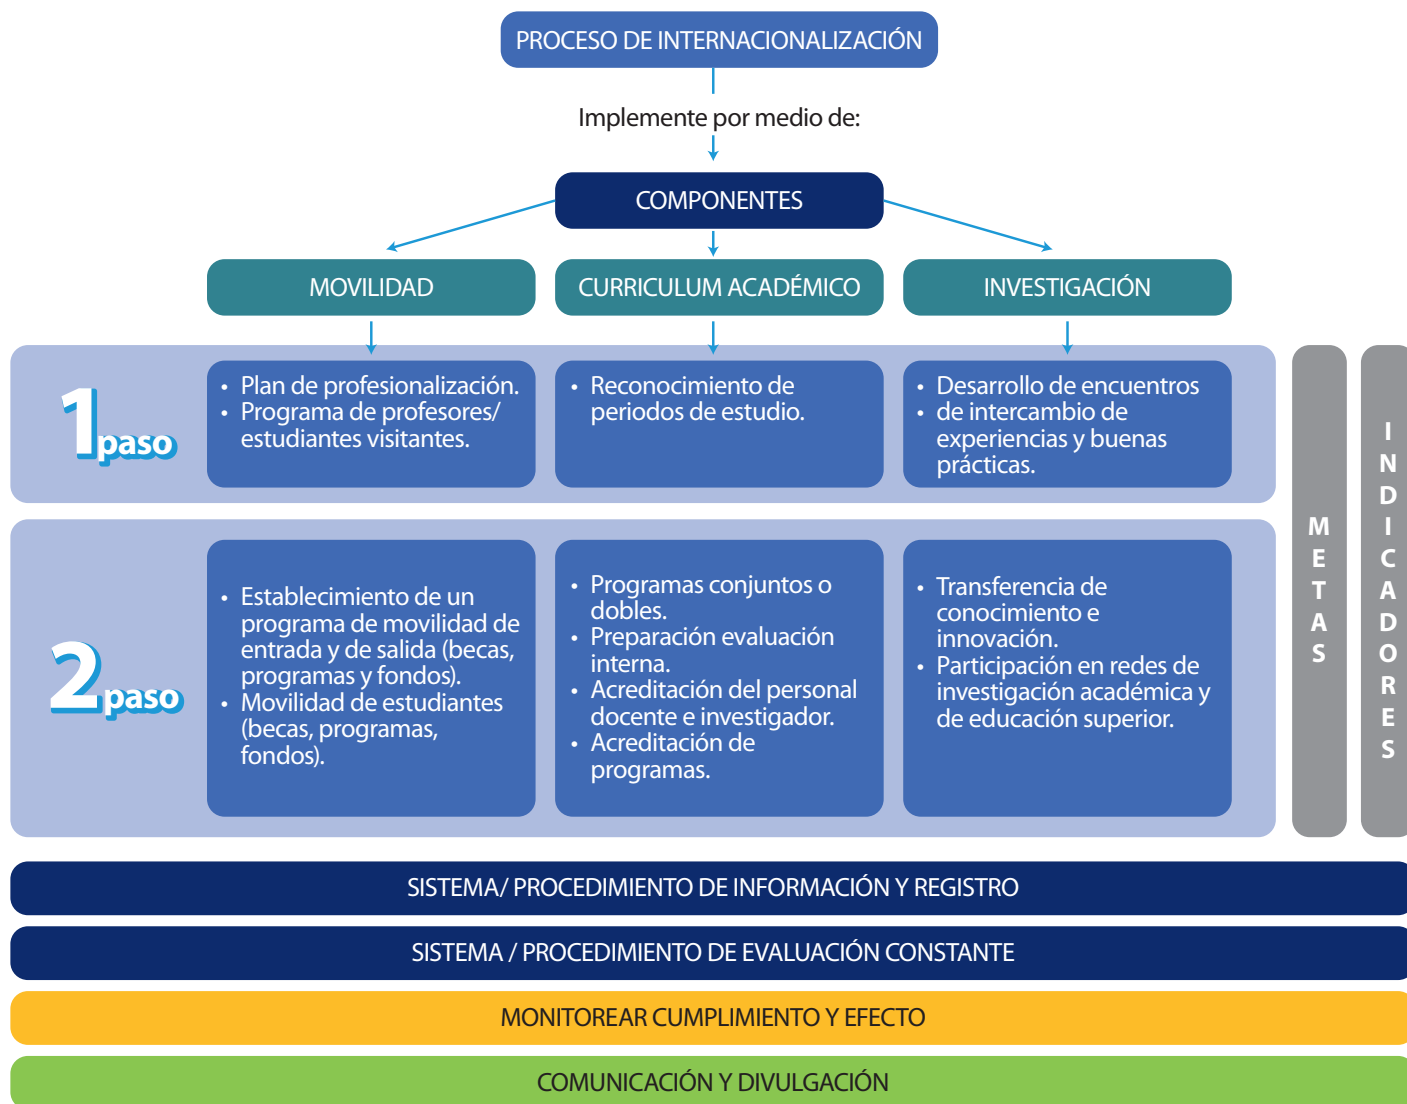 PROCESO DE INTERNACIONALIZACIÓN
Implemente por medio de:
COMPONENTES
MOVILIDAD
CURRICULUM ACADÉMICO
INVESTIGACIÓN
1 paso
• Plan de profesionalización.
• Programa de profesores/
estudiantes visitantes.
• Reconocimiento de
periodos de estudio.
• Desarrollo de encuentros
• de intercambio de
experiencias y buenas
prácticas.
2 paso
• Establecimiento de un
programa de movilidad de
entrada y de salida (becas,
programas y fondos).
• Movilidad de estudiantes
(becas, programas,
fondos).
• Programas conjuntos o
dobles.
• Preparación evaluación
interna.
• Acreditación del personal
docente e investigador.
• Acreditación de
programas.
• Transferencia de
conocimiento e
innovación.
• Participación en redes de
investigación académica y
de educación superior.
METAS
INDICADORES
SISTEMA/ PROCEDIMIENTO DE INFORMACIÓN Y REGISTRO
SISTEMA / PROCEDIMIENTO DE EVALUACIÓN CONSTANTE
MONITOREAR CUMPLIMIENTO Y EFECTO
COMUNICACIÓN Y DIVULGACIÓN